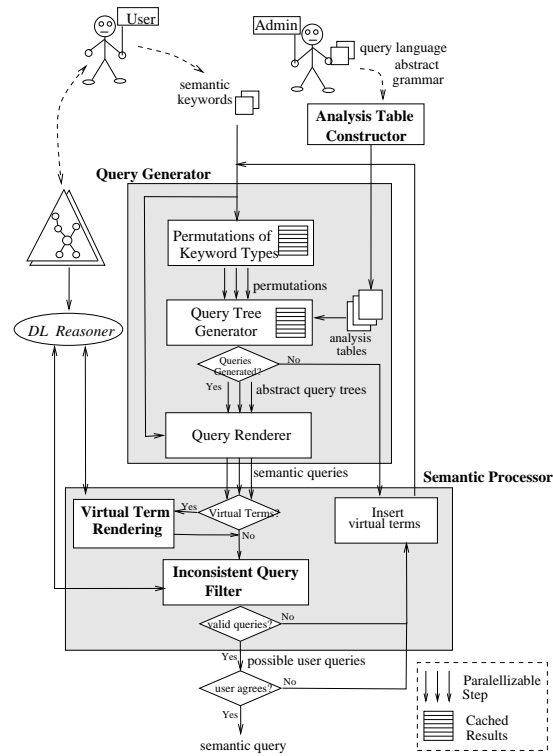 User
Admin
query language
abstract
grammar
semantic
keywords
Analysis Table
Constructor
Query Generator
Permutations of
Keyword Types
permutations
Query Tree
Generator
analysis
tables
DL Reasoner
Queries
Generated?
No
Yes
abstract query trees
Query Renderer
semantic queries
Semantic Processor
Virtual Term
Rendering
Yes
Virtual Terms?
No
Insert
virtual terms
Inconsistent Query
Filter
valid queries?
No
Yes
possible user queries
user agrees?
No
Yes
semantic query
Paralellizable
Step
Cached
Results